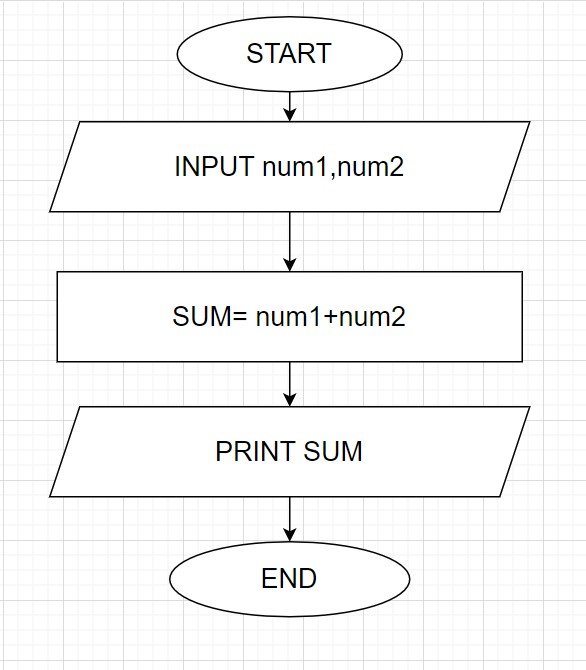 START
INPUT num1,num2
SUM= num1+num2
PRINT SUM
END